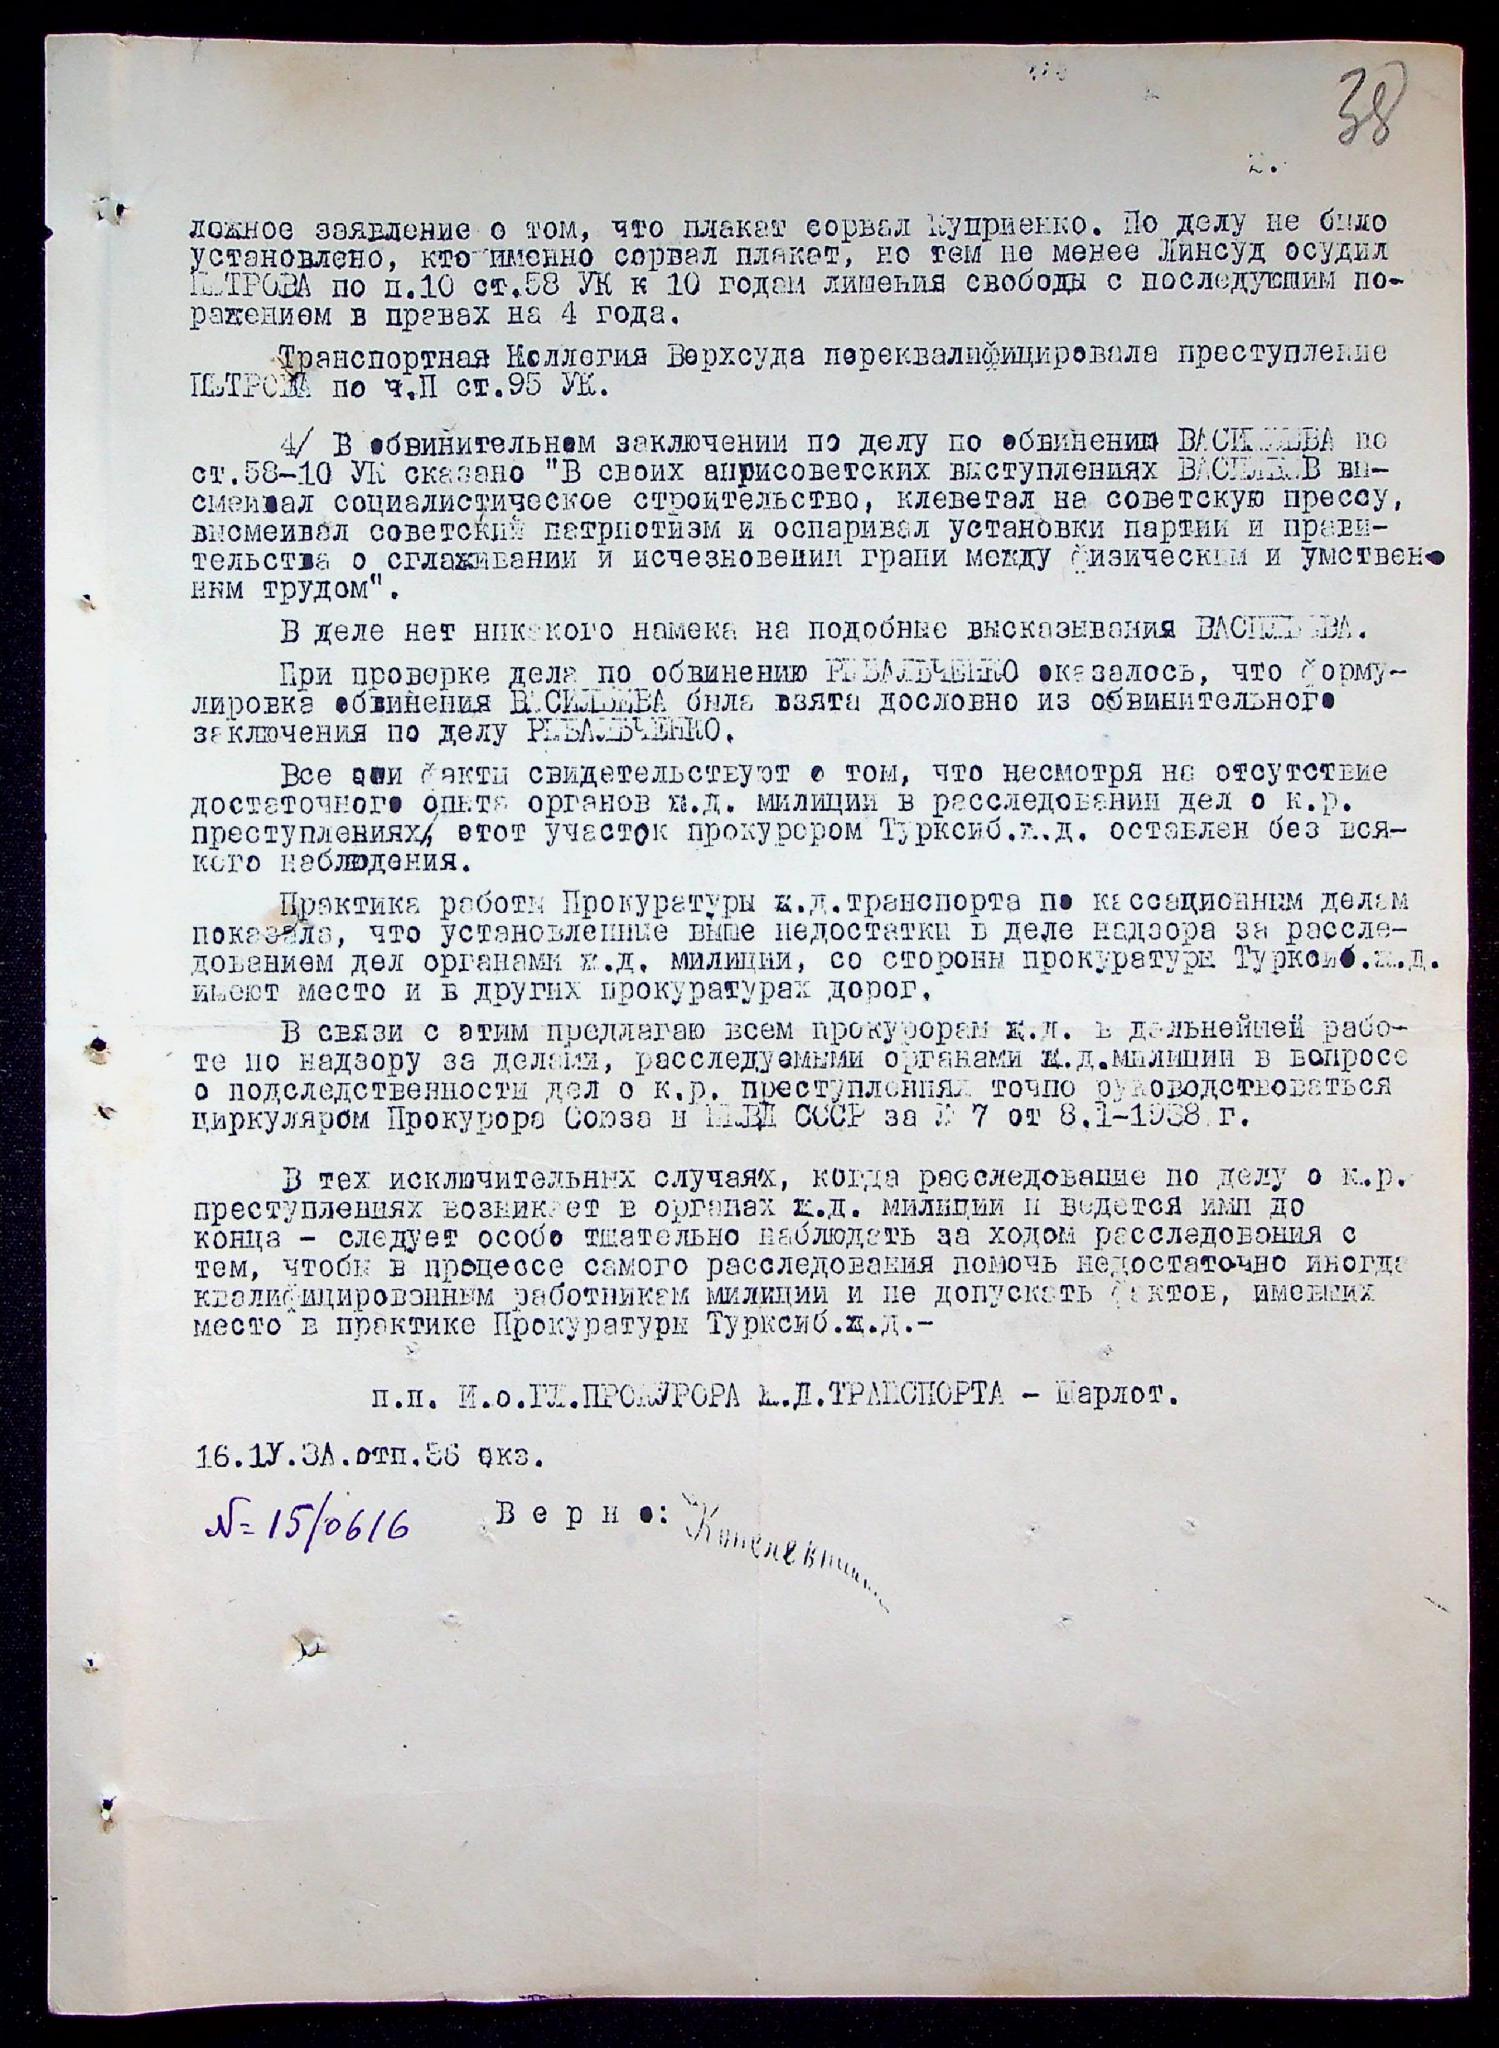 38
2.
ложное заявление о том, что плакат сорвал Куприенко. По делу не было
установлено, кто именно сорвал плакат, но тем не менее Линсуд осудил
ПЕТРОВА по п.10 ст.58 УК к 10 годам лишения свободы с последующим по-
ражением в правах на 4 года.
Транспортная Коллегия Верхсуда переквалифицировала преступление
ПЕТРОВА по ч.П ст.95 УК.
4/ В обвинительном заключении по делу по обвинению ВАСИЛЬЕВА по
ст.58-10 УК сказано "В своих антисоветских выступлениях ВАСИЛЬЕВ вы-
смеивал социалистическое строительство, клеветал на советскую прессу,
высмеивал советский патриотизм и оспаривал установки партии и прави-
тельства о сглаживании и исчезновении грани между физическим и умствен-
ным трудом".
В деле нет никакого намека на подобные высказывания ВАСИЛЬЕВА.
При проверке дела по обвинению РЫБАЛЬЧЕНКО оказалось, что форму-
лировка обвинения ВАСИЛЬЕВА была взята дословно из обвинительного
заключения по делу РЫБАЛЬЧЕНКО.
Все эти факты свидетельствуют о том, что несмотря на отсутствие
достаточного опыта органов ж.д. милиции в расследовании дел о к.р.
преступлениях, этот участок прокурором Турксиб.ж.д. оставлен без вся-
кого наблюдения.
Практика работы Прокуратуры ж.д.транспорта по кассационным делам
показала, что установленные выше недостатки в деле надзора за рассле-
дованием дел органами ж.д. милиции, со стороны прокуратуры Турксиб.ж.д.
имеют место и в других прокуратурах дорог.
В связи с этим предлагаю всем прокурорам ж.д. в дальнейшей рабо-
те по надзору за делами, расследуемыми органами ж.д.милиции в вопросе
о подследственности дел о к.р. преступлениях точно руководствоваться
циркуляром Прокурора Союза и НКВД СССР за № 7 от 8.1-1938 г.
В тех исключительных случаях, когда расследование по делу о к.р.
преступлениях возникает в органах ж.д. милиции и ведется ими до
конца - следует особо тщательно наблюдать за ходом расследования с
тем, чтобы в процессе самого расследования помочь недостаточно иногда
квалифицированным работникам милиции и не допускать фактов, имевших
место в практике Прокуратуры Турксиб.ж.д.-
п.п. И.о.ГЛ.ПРОКУРОРА Ж.Д.ТРАНСПОРТА - Шарлот.
16.1У.ЗА.отп.36 экз.
№ 15/0616 Верно: